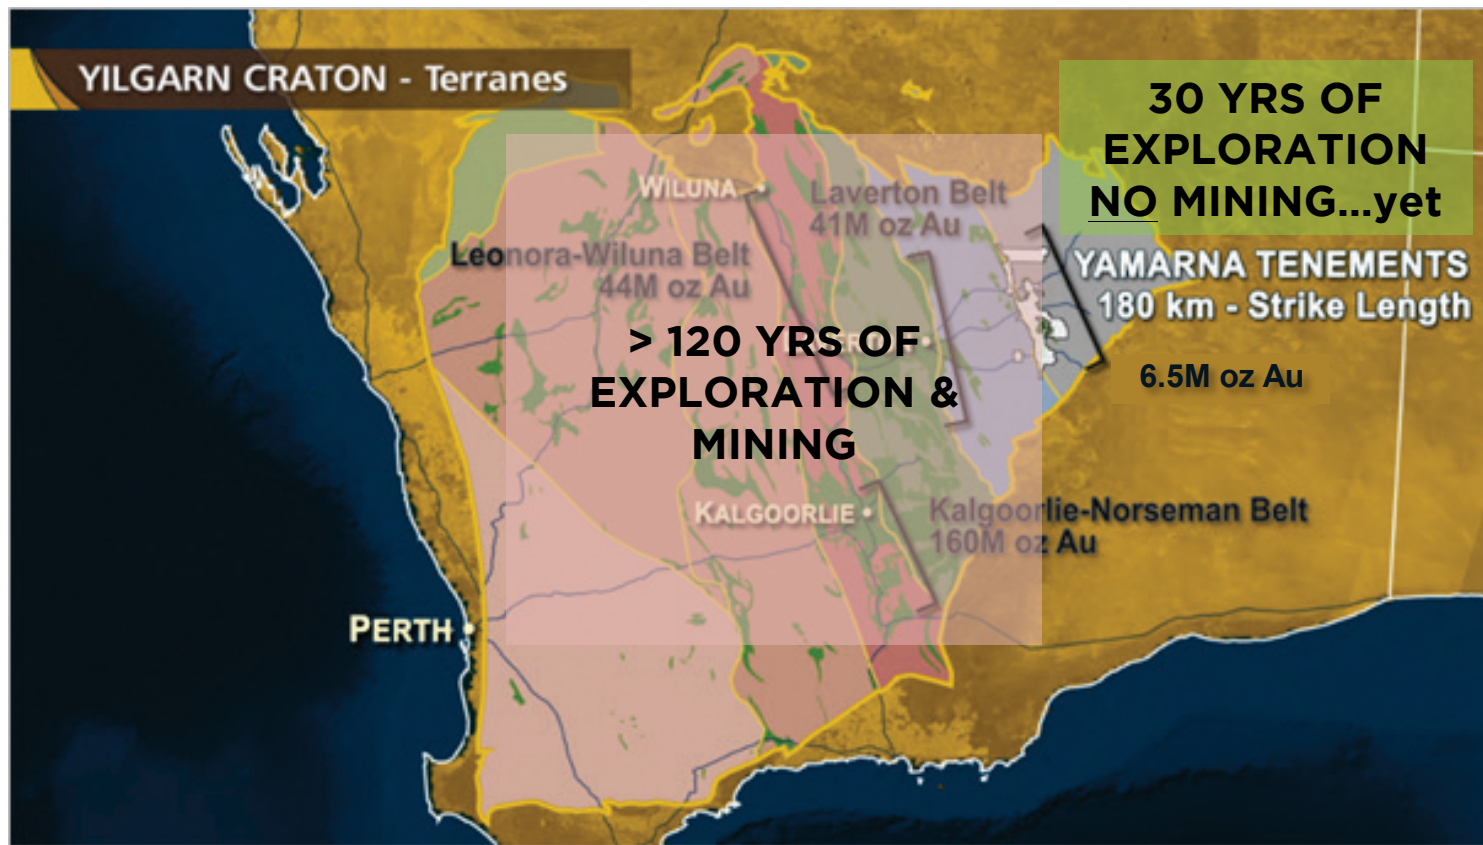 YILGARN CRATON - Terranes
30 YRS OF
EXPLORATION
NO MINING...yet
WILUNA
Laverton Belt
41M oz Au
Leonora-Wiluna Belt
44M oz Au
YAMARNA TENEMENTS
180 km - Strike Length
6.5M oz Au
> 120 YRS OF
EXPLORATION &
MINING
KALGOORLIE
Kalgoorlie-Norseman Belt
160M oz Au
PERTH